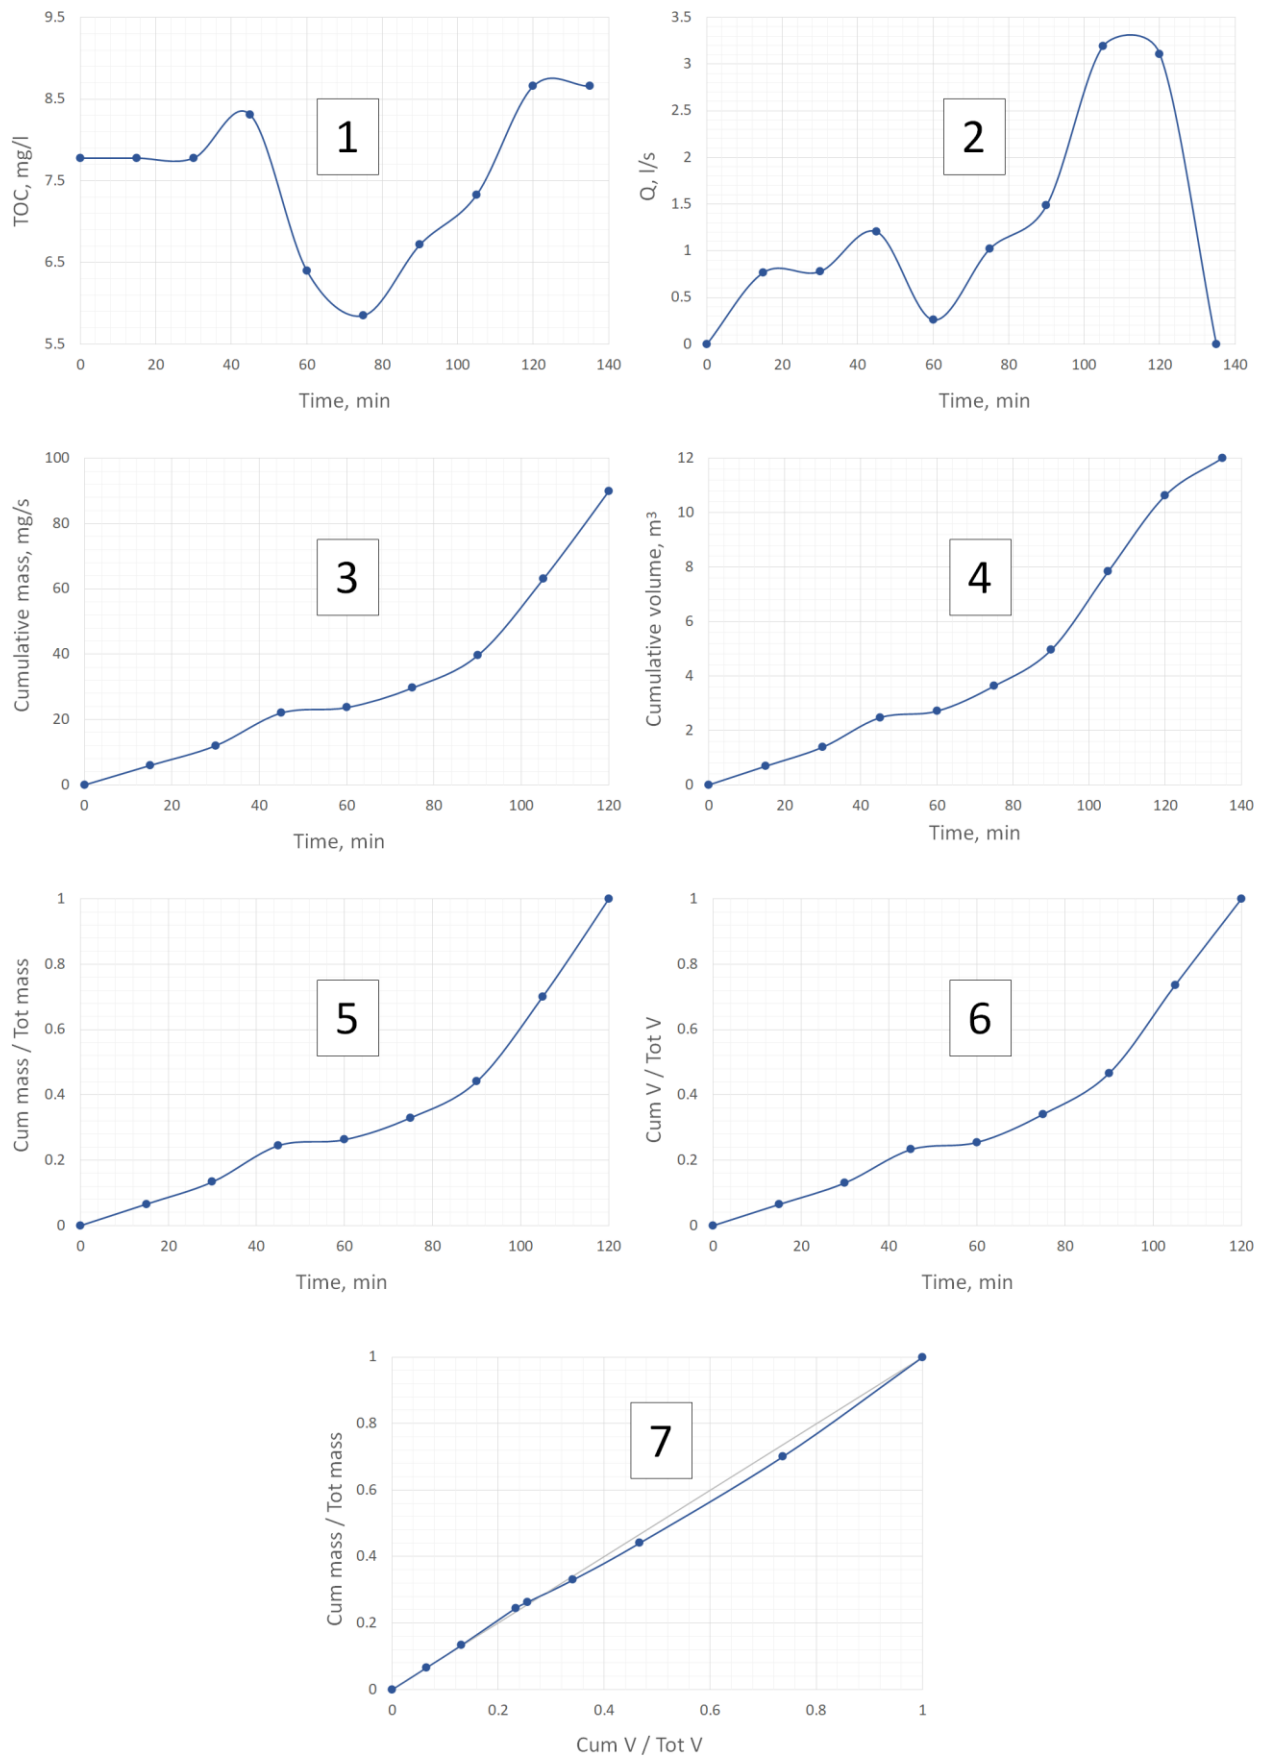 9.5
8.5
7.5
6.5
5.5
TOC, mg/l
1
0 20 40 60 80 100 120 140
Time, min
3.5
3
2.5
2
1.5
1
0.5
0
Q, l/s
2
0 20 40 60 80 100 120 140
Time, min
100
80
60
40
20
0
Cumulative mass, mg/s
3
0 20 40 60 80 100 120
Time, min
12
10
8
6
4
2
0
Cumulative volume, m³
4
0 20 40 60 80 100 120 140
Time, min
1
0.8
0.6
0.4
0.2
0
Cum mass / Tot mass
5
0 20 40 60 80 100 120
Time, min
1
0.8
0.6
0.4
0.2
0
Cum V / Tot V
6
0 20 40 60 80 100 120
Time, min
1
0.8
0.6
0.4
0.2
0
Cum mass / Tot mass
7
0 0.2 0.4 0.6 0.8 1
Cum V / Tot V